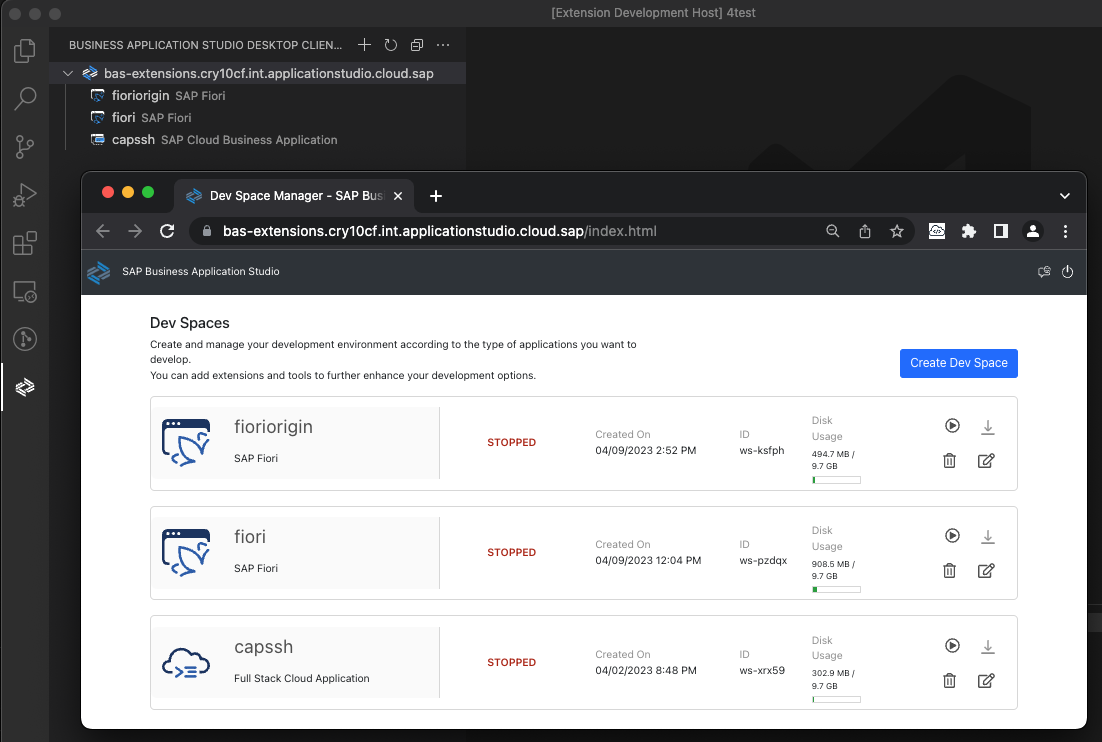 [Extension Development Host] 4test
BUSINESS APPLICATION STUDIO DESKTOP CLIEN...
bas-extensions.cry10cf.int.applicationstudio.cloud.sap
fioriorigin SAP Fiori
fiori SAP Fiori
capssh SAP Cloud Business Application
Dev Space Manager - SAP Busi
bas-extensions.cry10cf.int.applicationstudio.cloud.sap/index.html
SAP Business Application Studio
Dev Spaces
Create and manage your development environment according to the type of applications you want to
develop.
You can add extensions and tools to further enhance your development options.
Create Dev Space
fioriorigin
SAP Fiori
STOPPED
Created On
04/09/2023 2:52 PM
ID
ws-ksfph
Disk
Usage
494.7 MB /
9.7 GB
fiori
SAP Fiori
STOPPED
Created On
04/09/2023 12:04 PM
ID
ws-pzdqx
Disk
Usage
908.5 MB /
9.7 GB
capssh
Full Stack Cloud Application
STOPPED
Created On
04/02/2023 8:48 PM
ID
ws-xrx59
Disk
Usage
302.9 MB /
9.7 GB